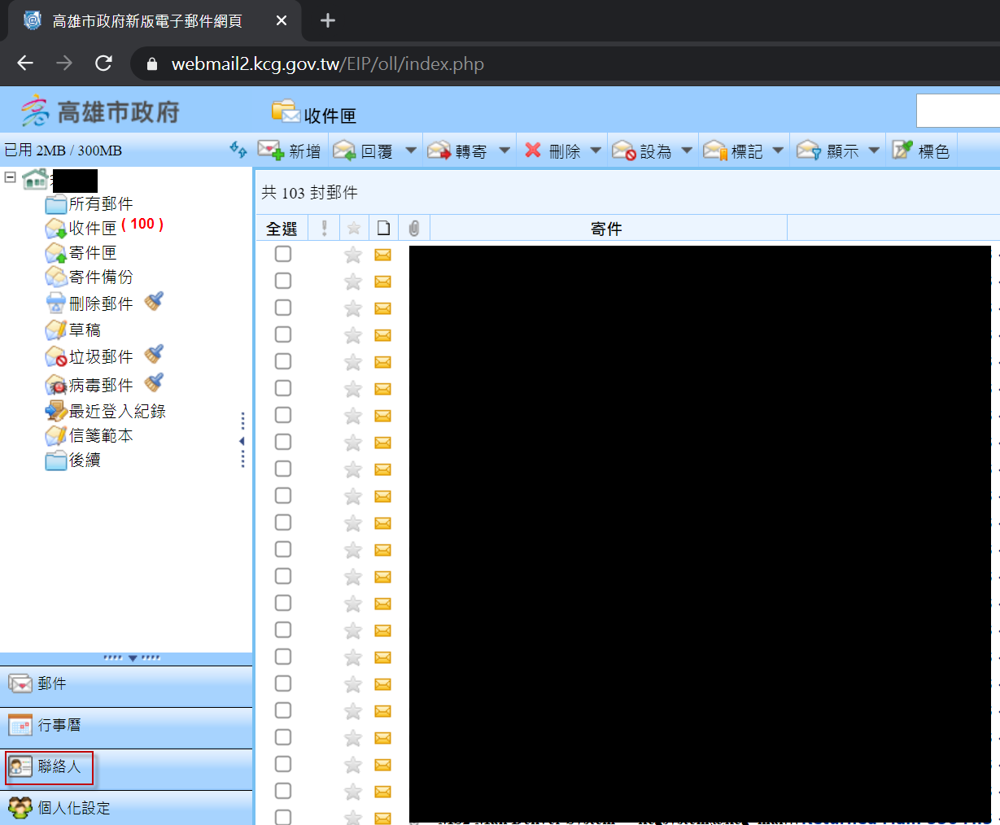 高雄市政府新版電子郵件網頁
webmail2.kcg.gov.tw/EIP/oll/index.php
高雄市政府
收件匣
已用 2MB / 300MB
新增 回覆 轉寄 刪除 設為 標記 顯示 標色
所有郵件
收件匣 ( 100 )
寄件匣
寄件備份
刪除郵件
草稿
垃圾郵件
病毒郵件
最近登入紀錄
信箋範本
後續
共 103 封郵件
全選 寄件
郵件
行事曆
聯絡人
個人化設定